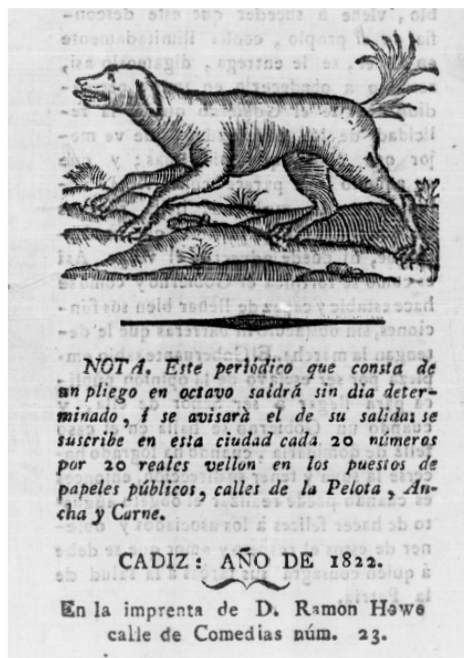 NOTA. Este periódico que consta de
un pliego en octavo saldrá sin dia deter-
minado, i se avisará el de su salida: se
suscribe en esta ciudad cada 20 números
por 20 reales vellon en los puestos de
papeles públicos, calles de la Pelota, An-
cha y Carne.
CADIZ: AÑO DE 1822.
En la imprenta de D. Ramon Howe
calle de Comedias núm. 23.